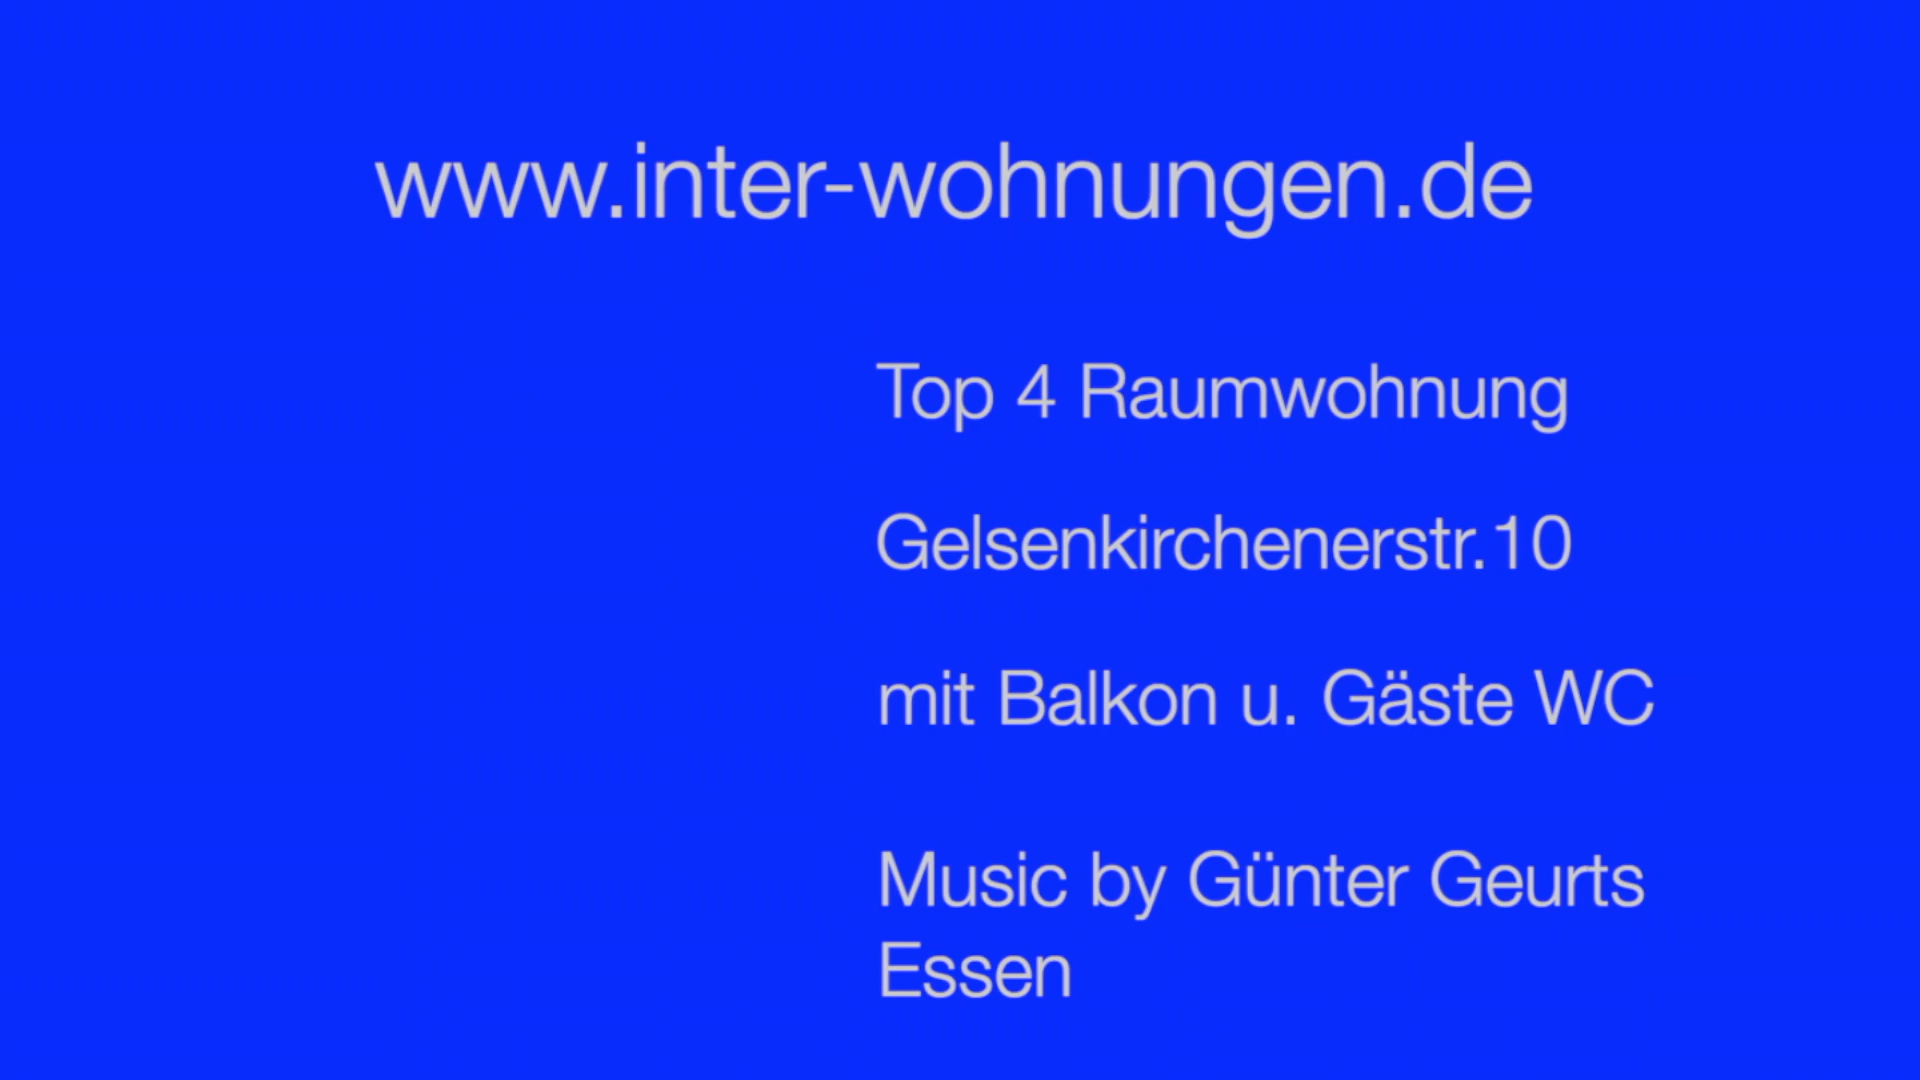 www.inter-wohnungen.de
Top 4 Raumwohnung
Gelsenkirchenerstr.10
mit Balkon u. Gäste WC
Music by Günter Geurts
Essen